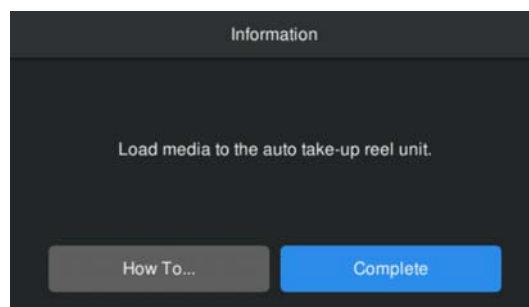 Information
Load media to the auto take-up reel unit.
How To...
Complete